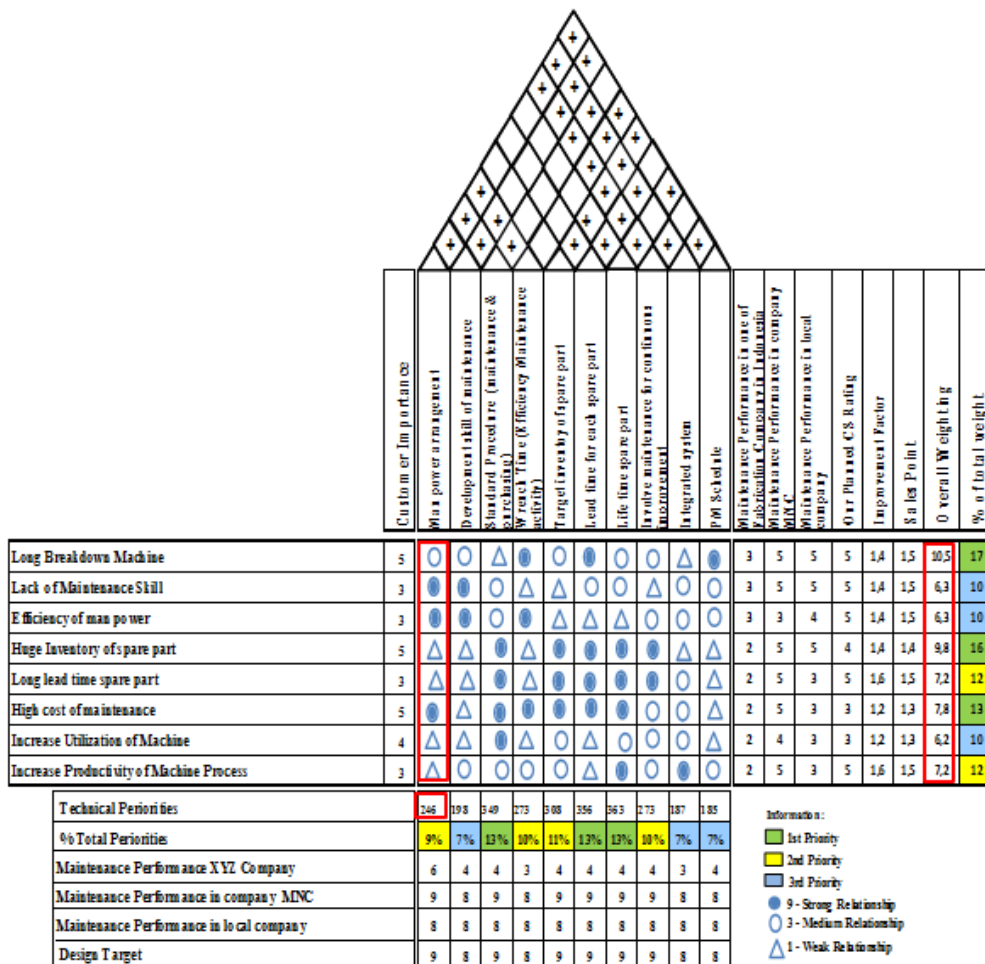 Customer Importance
Man power arrangement
Development skill of maintenance
Standard Procedure (maintenance &
purchasing)
Wrench Time (Efficiency Maintenance
activity)
Target inventory of spare part
Lead time for each spare part
Life time spare part
Involve maintenance for continuous
Integrated system
PM Schedule
Maintenance Performance in one of
Fabrication Company in Indonesia
Maintenance Performance in company
MNC
Maintenance Performance in local
company
Our Planned CS Rating
Improvement Factor
Sales Point
Overall Weighting
% of total weight
Long Breakdown Machine 5 3 5 5 5 1,4 1,5 10,5 17
Lack of Maintenance Skill 3 3 5 5 5 1,4 1,5 6,3 10
Efficiency of man power 3 3 3 4 5 1,4 1,5 6,3 10
Huge Inventory of spare part 5 2 5 5 4 1,4 1,4 9,8 16
Long lead time spare part 3 2 5 3 5 1,6 1,5 7,2 12
High cost of maintenance 5 2 5 3 3 1,2 1,3 7,8 13
Increase Utilization of Machine 4 2 4 3 3 1,2 1,3 6,2 10
Increase Productivity of Machine Process 3 2 5 3 5 1,6 1,5 7,2 12
Technical Periorities 246 198 349 273 308 356 363 273 187 185
% Total Periorities 9% 7% 13% 10% 11% 13% 13% 10% 7% 7%
Maintenance Performance XYZ Company 6 4 4 3 4 4 4 4 3 4
Maintenance Performance in company MNC 9 8 9 8 9 9 9 9 8 8
Maintenance Performance in local company 8 8 8 8 8 8 8 8 8 8
Design Target 9 8 9 8 9 9 9 9 8 8
Information:
1st Priority
2nd Priority
3rd Priority
9 - Strong Relationship
3 - Medium Relationship
1 - Weak Relationship